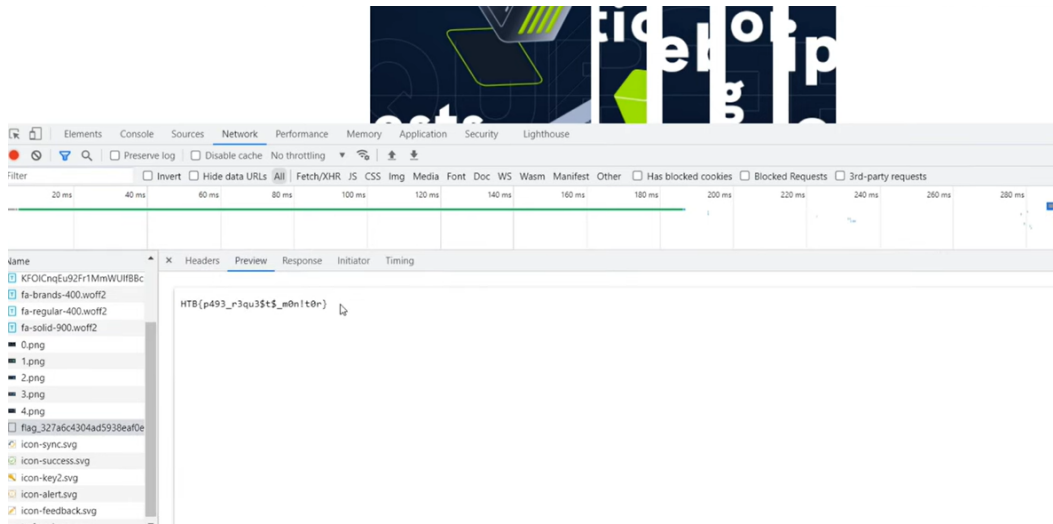 tic
eb
or
ip
g
osts
Elements Console Sources Network Performance Memory Application Security Lighthouse
Preserve log Disable cache No throttling
Filter Invert Hide data URLs All Fetch/XHR JS CSS Img Media Font Doc WS Wasm Manifest Other Has blocked cookies Blocked Requests 3rd-party requests
20 ms 40 ms 60 ms 80 ms 100 ms 120 ms 140 ms 160 ms 180 ms 200 ms 220 ms 240 ms 260 ms 280 ms
Name Headers Preview Response Initiator Timing
KFOlCnqEu92Fr1MmWUlfBBc
fa-brands-400.woff2
HTB{p493_r3qu3$t$_m0n!t0r}
fa-regular-400.woff2
fa-solid-900.woff2
0.png
1.png
2.png
3.png
4.png
flag_327a6c4304ad5938eaf0e
icon-sync.svg
icon-success.svg
icon-key2.svg
icon-alert.svg
icon-feedback.svg